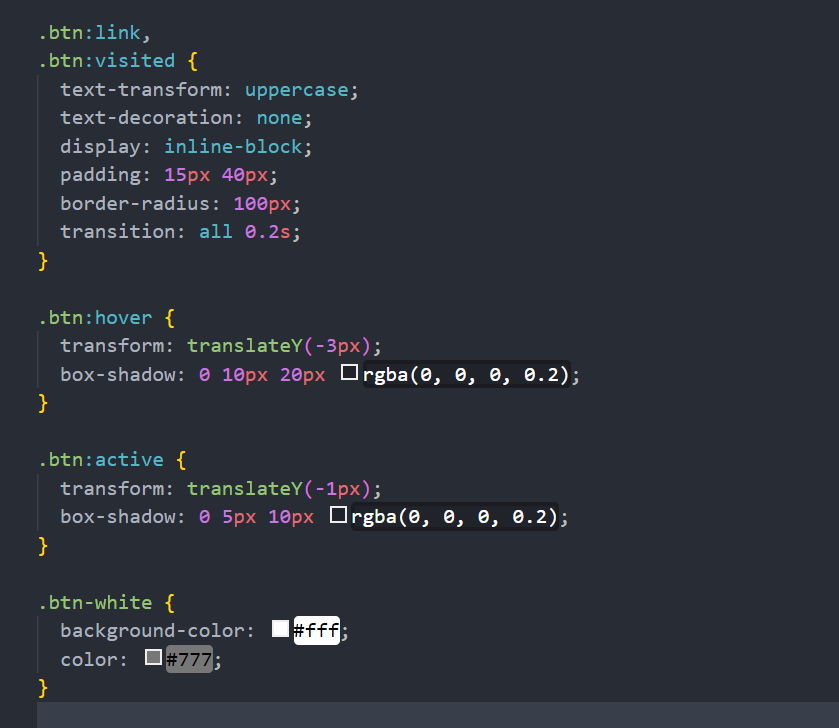 .btn:link,
.btn:visited {
  text-transform: uppercase;
  text-decoration: none;
  display: inline-block;
  padding: 15px 40px;
  border-radius: 100px;
  transition: all 0.2s;
}

.btn:hover {
  transform: translateY(-3px);
  box-shadow: 0 10px 20px rgba(0, 0, 0, 0.2);
}

.btn:active {
  transform: translateY(-1px);
  box-shadow: 0 5px 10px rgba(0, 0, 0, 0.2);
}

.btn-white {
  background-color: #fff;
  color: #777;
}